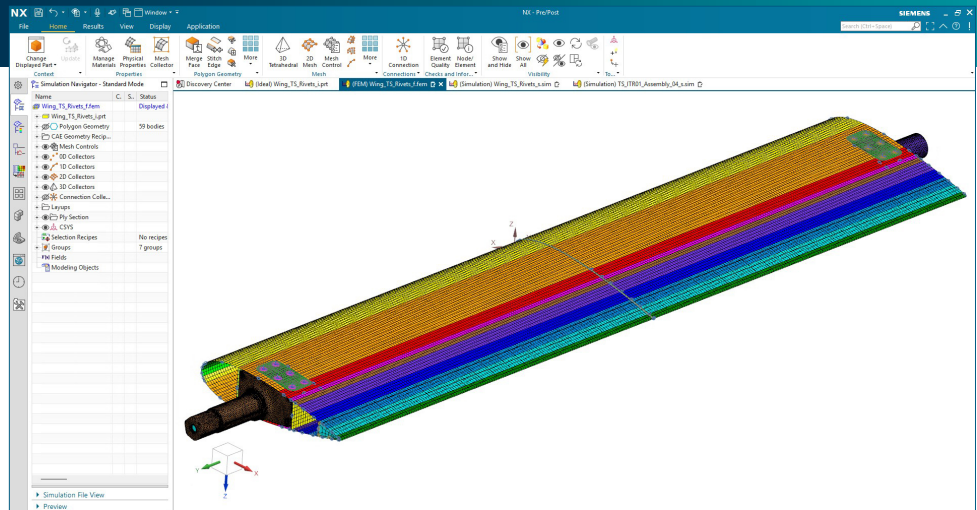 NX Window NX - Pre/Post SIEMENS
File Home Results View Display Application Search (Ctrl+Space)
Change Displayed Part Update Manage Materials Physical Properties Mesh Collector Merge Face Stitch Edge More 3D Tetrahedral 2D Mesh Mesh Control More 1D Connection Element Quality Node/Element Show and Hide Show All
Context Properties Polygon Geometry Mesh Connections Checks and Infor... Visibility To...
Simulation Navigator - Standard Mode Discovery Center (Ideal) Wing_TS_Rivets_i.prt (FEM) Wing_TS_Rivets_f.fem (Simulation) Wing_TS_Rivets_s.sim (Simulation) TS_ITR01_Assembly_04_s.sim
Name C. S.. Status
Wing_TS_Rivets_f.fem Displayed &
Wing_TS_Rivets_i.prt
Polygon Geometry 59 bodies
CAE Geometry Recip...
Mesh Controls
0D Collectors
1D Collectors
2D Collectors
3D Collectors
Connection Colle...
Layups
Ply Section
CSYS
Selection Recipes No recipes
Groups 7 groups
Fields
Modeling Objects
Z
X
Y
X
Z
Simulation File View
Preview